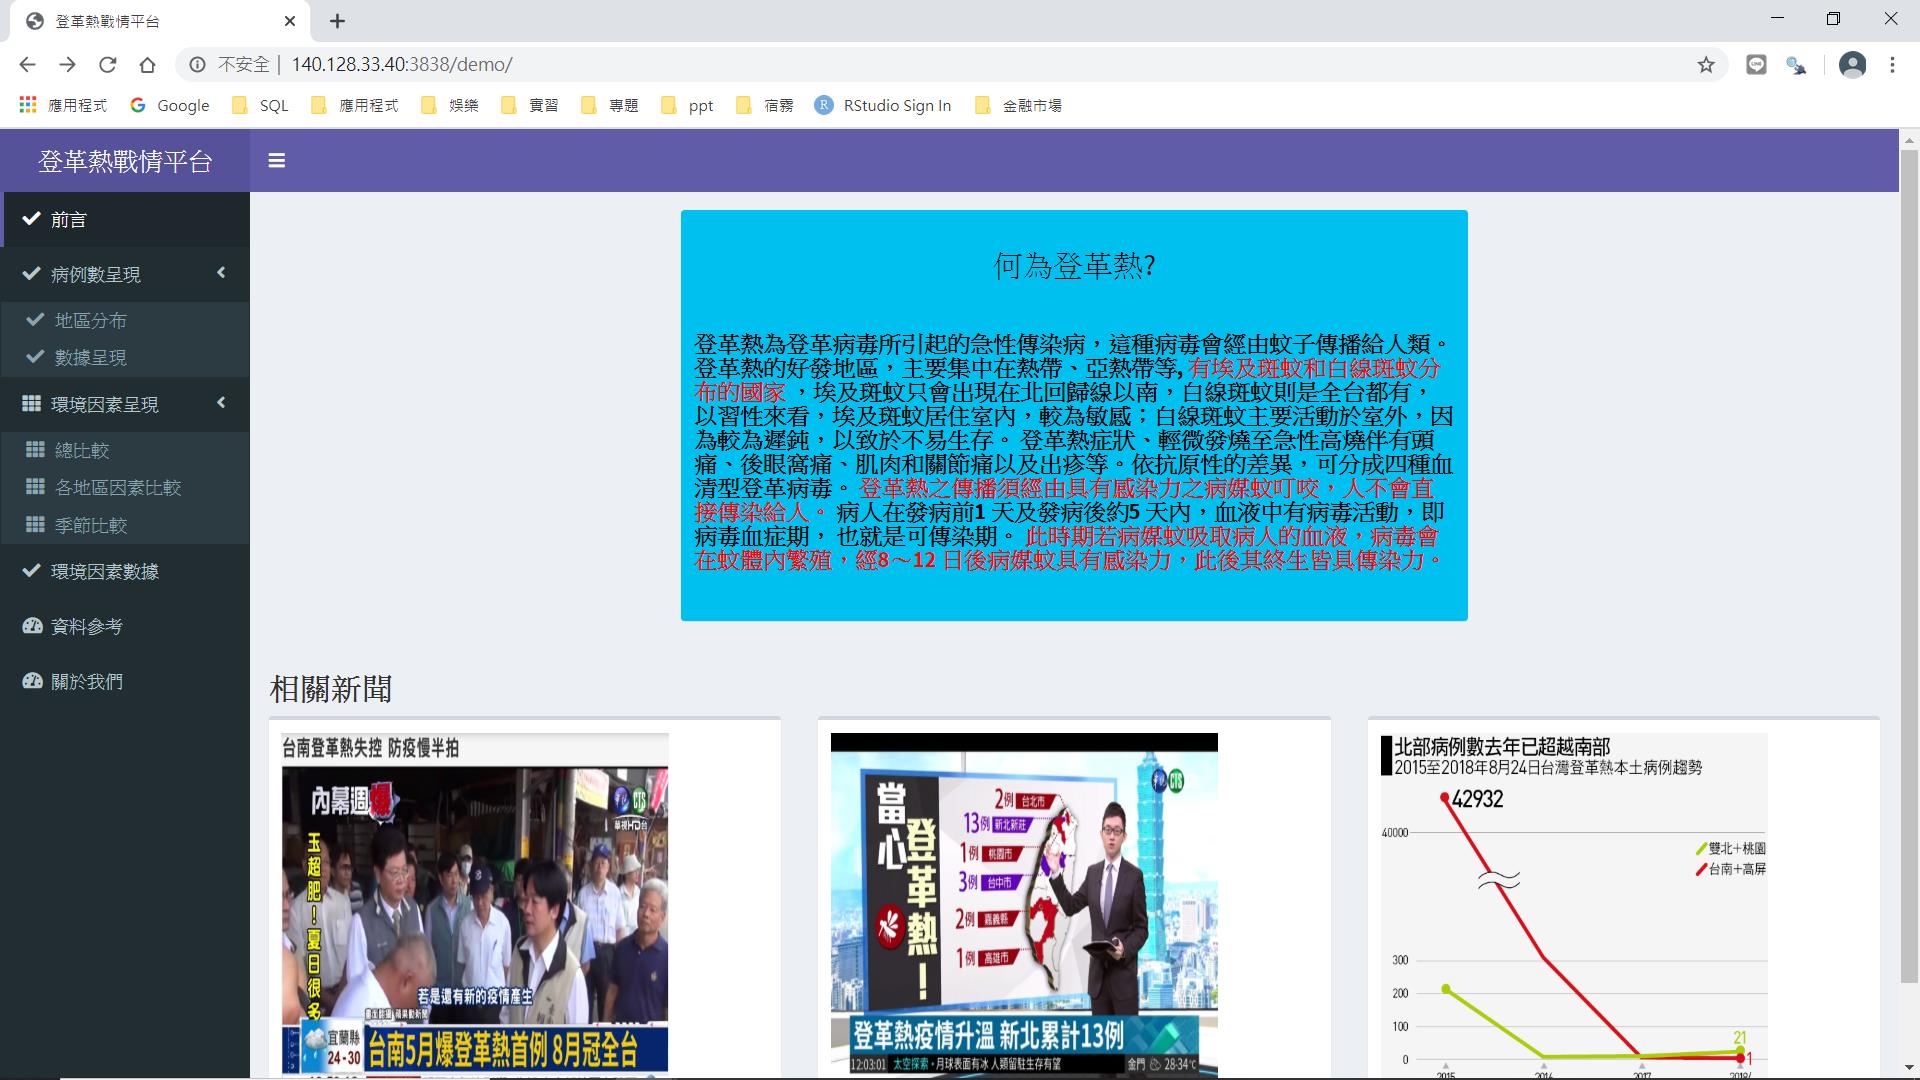 登革熱戰情平台
不安全 | 140.128.33.40:3838/demo/
應用程式 Google SQL 應用程式 娛樂 實習 專題 ppt 宿霧 RStudio Sign In 金融市場
登革熱戰情平台
前言
病例數呈現
地區分布
數據呈現
環境因素呈現
總比較
各地區因素比較
季節比較
環境因素數據
資料參考
關於我們
何為登革熱?
登革熱為登革病毒所引起的急性傳染病，這種病毒會經由蚊子傳播給人類。
登革熱的好發地區，主要集中在熱帶、亞熱帶等, 有埃及斑蚊和白線斑蚊分
布的國家 ，埃及斑蚊只會出現在北回歸線以南，白線斑蚊則是全台都有，
以習性來看，埃及斑蚊居住室內，較為敏感；白線斑蚊主要活動於室外，因
為較為遲鈍，以致於不易生存。 登革熱症狀、輕微發燒至急性高燒伴有頭
痛、後眼窩痛、肌肉和關節痛以及出疹等。依抗原性的差異，可分成四種血
清型登革病毒。 登革熱之傳播須經由具有感染力之病媒蚊叮咬，人不會直
接傳染給人。 病人在發病前1 天及發病後約5 天內，血液中有病毒活動，即
病毒血症期， 也就是可傳染期。 此時期若病媒蚊吸取病人的血液，病毒會
在蚊體內繁殖，經8～12 日後病媒蚊具有感染力，此後其終生皆具傳染力。
相關新聞
台南登革熱失控 防疫慢半拍
內幕週爆
華視HD台
CTS
玉超肥！夏日很多
若是還有新的疫情產生
畫面翻攝 蘋果動新聞
宜蘭縣
24-30
台南5月爆登革熱首例 8月冠全台
當心登革熱！
CTS
2例 台北市
13例 新北新莊
1例 桃園市
3例 台中市
2例 嘉義縣
1例 高雄市
登革熱疫情升溫 新北累計13例
12:03:01 太空探索，月球表面有冰 人類留駐生存有望 金門 28-34℃
北部病例數去年已超越南部
2015至2018年8月24日台灣登革熱本土病例趨勢
42932
40000
雙北＋桃園
台南＋高屏
300
200
100
21
0
1
2015 2016 2017 2018/